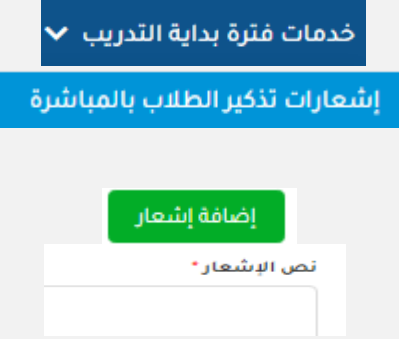 خدمات فترة بداية التدريب
إشعارات تذكير الطلاب بالمباشرة
إضافة إشعار
نص الإشعار *